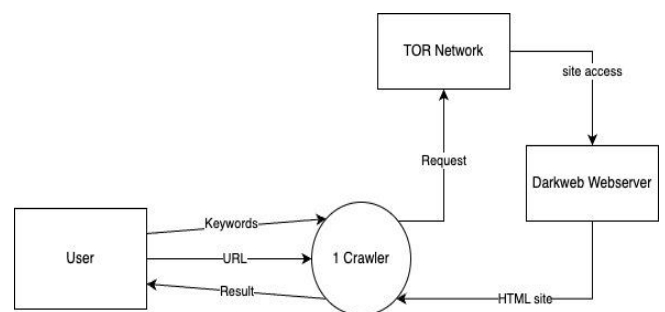 TOR Network
site access
Request
Darkweb Webserver
Keywords
User
URL
1 Crawler
Result
HTML site